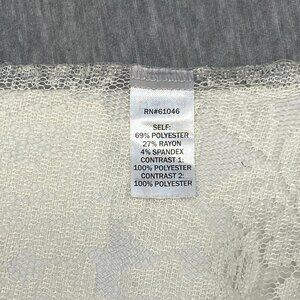 RN#61046
SELF:
69% POLYESTER
27% RAYON
4% SPANDEX
CONTRAST 1:
100% POLYESTER
CONTRAST 2:
100% POLYESTER